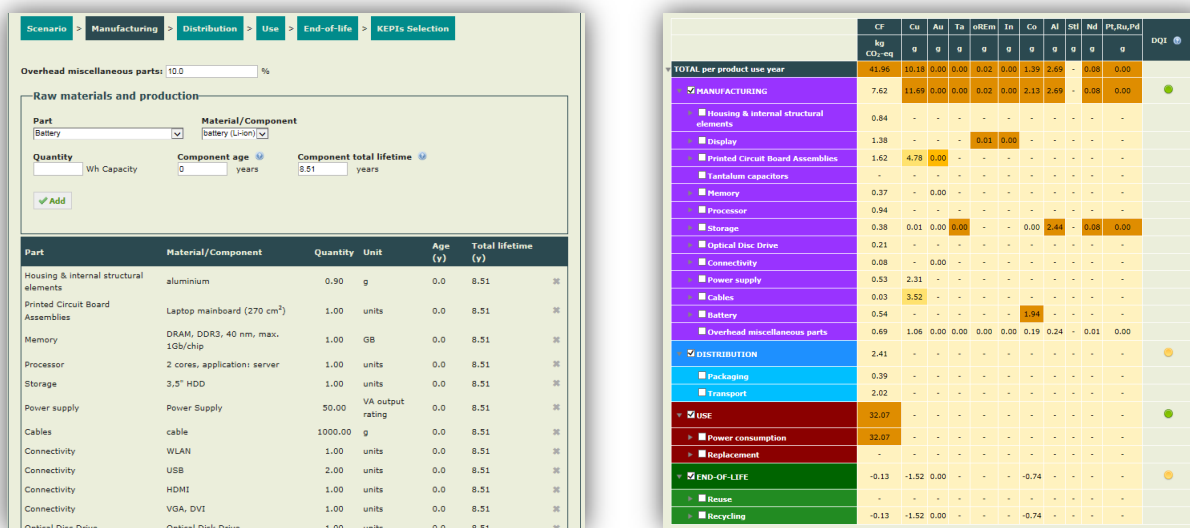 Scenario > Manufacturing > Distribution > Use > End-of-life > KEPIs Selection
Overhead miscellaneous parts: 10.0 %
Raw materials and production
Part Material/Component
Battery battery (Li-ion)
Quantity Component age Component total lifetime
Wh Capacity 0 years 8.51 years
Add
Part Material/Component Quantity Unit Age (y) Total lifetime (y)
Housing & internal structural elements aluminium 0.90 g 0.0 8.51
Printed Circuit Board Assemblies Laptop mainboard (270 cm²) 1.00 units 0.0 8.51
Memory DRAM, DDR3, 40 nm, max. 1Gb/chip 1.00 GB 0.0 8.51
Processor 2 cores, application: server 1.00 units 0.0 8.51
Storage 3,5" HDD 1.00 units 0.0 8.51
Power supply Power Supply 50.00 VA output rating 0.0 8.51
Cables cable 1000.00 g 0.0 8.51
Connectivity WLAN 1.00 units 0.0 8.51
Connectivity USB 2.00 units 0.0 8.51
Connectivity HDMI 1.00 units 0.0 8.51
Connectivity VGA, DVI 1.00 units 0.0 8.51
Optical Disc Drive Optical Disk Drive 1.00 units 0.0 8.51
CF Cu Au Ta oREm In Co Al Stl Nd Pt,Ru,Pd DQI
kg CO₂-eq g g g g g g g g g g
TOTAL per product use year 41.96 10.18 0.00 0.00 0.02 0.00 1.39 2.69 - 0.08 0.00
MANUFACTURING 7.62 11.69 0.00 0.00 0.02 0.00 2.13 2.69 - 0.08 0.00
Housing & internal structural elements 0.84 - - - - - - - - - -
Display 1.38 - - - 0.01 0.00 - - - - -
Printed Circuit Board Assemblies 1.62 4.78 0.00 - - - - - - - -
Tantalum capacitors - - - - - - - - - - -
Memory 0.37 - 0.00 - - - - - - - -
Processor 0.94 - - - - - - - - - -
Storage 0.38 0.01 0.00 0.00 - - 0.00 2.44 - 0.08 0.00
Optical Disc Drive 0.21 - - - - - - - - - -
Connectivity 0.08 - 0.00 - - - - - - - -
Power supply 0.53 2.31 - - - - - - - - -
Cables 0.03 3.52 - - - - - - - - -
Battery 0.54 - - - - - 1.94 - - - -
Overhead miscellaneous parts 0.69 1.06 0.00 0.00 0.00 0.00 0.19 0.24 - 0.01 0.00
DISTRIBUTION 2.41 - - - - - - - - - -
Packaging 0.39 - - - - - - - - - -
Transport 2.02 - - - - - - - - - -
USE 32.07 - - - - - - - - - -
Power consumption 32.07 - - - - - - - - - -
Replacement - - - - - - - - - - -
END-OF-LIFE -0.13 -1.52 0.00 - - - -0.74 - - - -
Reuse - - - - - - - - - - -
Recycling -0.13 -1.52 0.00 - - - -0.74 - - - -